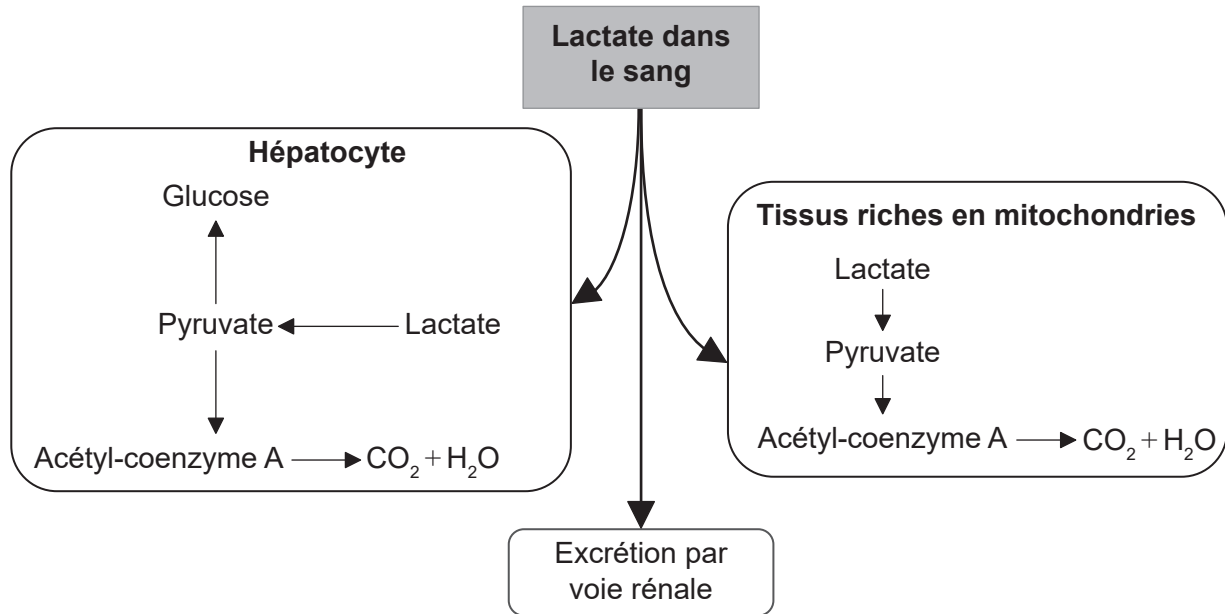 Lactate dans
le sang
Hépatocyte
Glucose
Pyruvate
Lactate
Acétyl-coenzyme A
CO₂ + H₂O
Tissus riches en mitochondries
Lactate
Pyruvate
Acétyl-coenzyme A
CO₂ + H₂O
Excrétion par
voie rénale